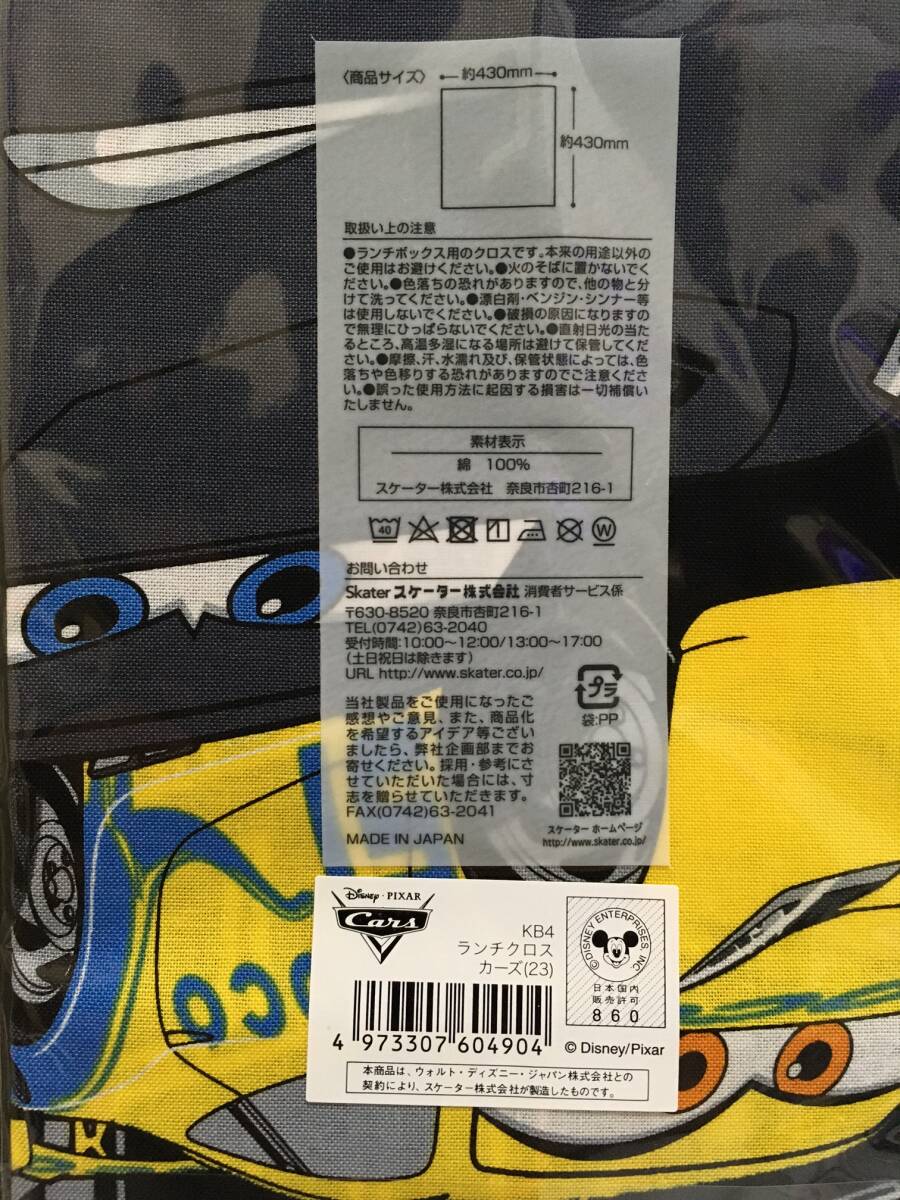 〈商品サイズ〉
約430mm
約430mm
取扱い上の注意
●ランチボックス用のクロスです。本来の用途以外の
ご使用はお避けください。●火のそばに置かないでく
ださい。●色落ちの恐れがありますので、他の物と分
けて洗ってください。●漂白剤・ベンジン・シンナー等
は使用しないでください。●破損の原因になりますの
で無理にひっぱらないでください。●直射日光の当た
るところ、高温多湿になる場所は避けて保管してくだ
さい。●摩擦、汗、水濡れ及び、保管状態によっては、色
落ちや色移りする恐れがありますのでご注意くださ
い。●誤った使用方法に起因する損害は一切補償い
たしません。
素材表示
綿 100%
スケーター株式会社 奈良市杏町216-1
40
W
お問い合わせ
Skater スケーター株式会社 消費者サービス係
〒630-8520 奈良市杏町216-1
TEL(0742)63-2040
受付時間:10:00〜12:00/13:00〜17:00
(土日祝日は除きます)
URL http://www.skater.co.jp/
プラ
袋:PP
当社製品をご使用になったご
感想やご意見、また、商品化
を希望するアイデア等ござい
ましたら、弊社企画部までお
寄せください。採用・参考にさ
せていただいた場合には、寸
志を贈らせていただきます。
FAX(0742)63-2041
MADE IN JAPAN
スケーター ホームページ
http://www.skater.co.jp/
Disney・PIXAR
Cars
KB4
ランチクロス
カーズ(23)
©DISNEY ENTERPRISES, INC.
日本国内
販売許可
860
4 973307 604904
©Disney/Pixar
本商品は、ウォルト・ディズニー・ジャパン株式会社との
契約により、スケーター株式会社が製造したものです。
oco